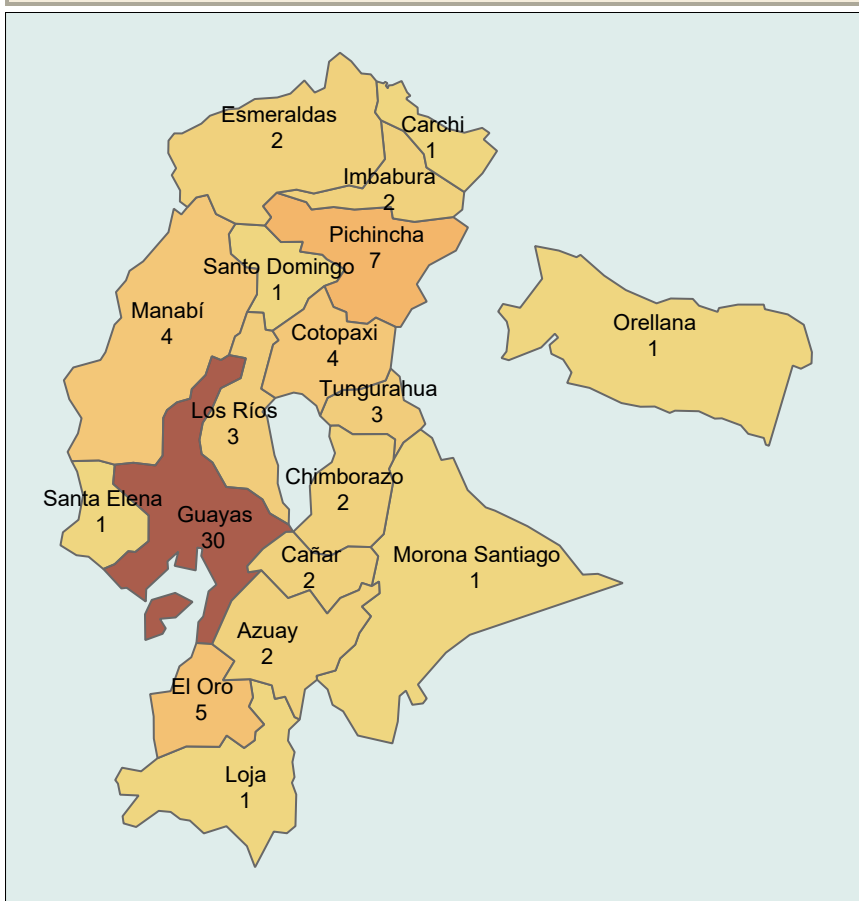 Esmeraldas
2
Carchi
1
Imbabura
2
Pichincha
7
Santo Domingo
1
Manabí
4
Cotopaxi
4
Orellana
1
Tungurahua
3
Los Ríos
3
Chimborazo
2
Santa Elena
1
Guayas
30
Cañar
2
Morona Santiago
1
Azuay
2
El Oro
5
Loja
1